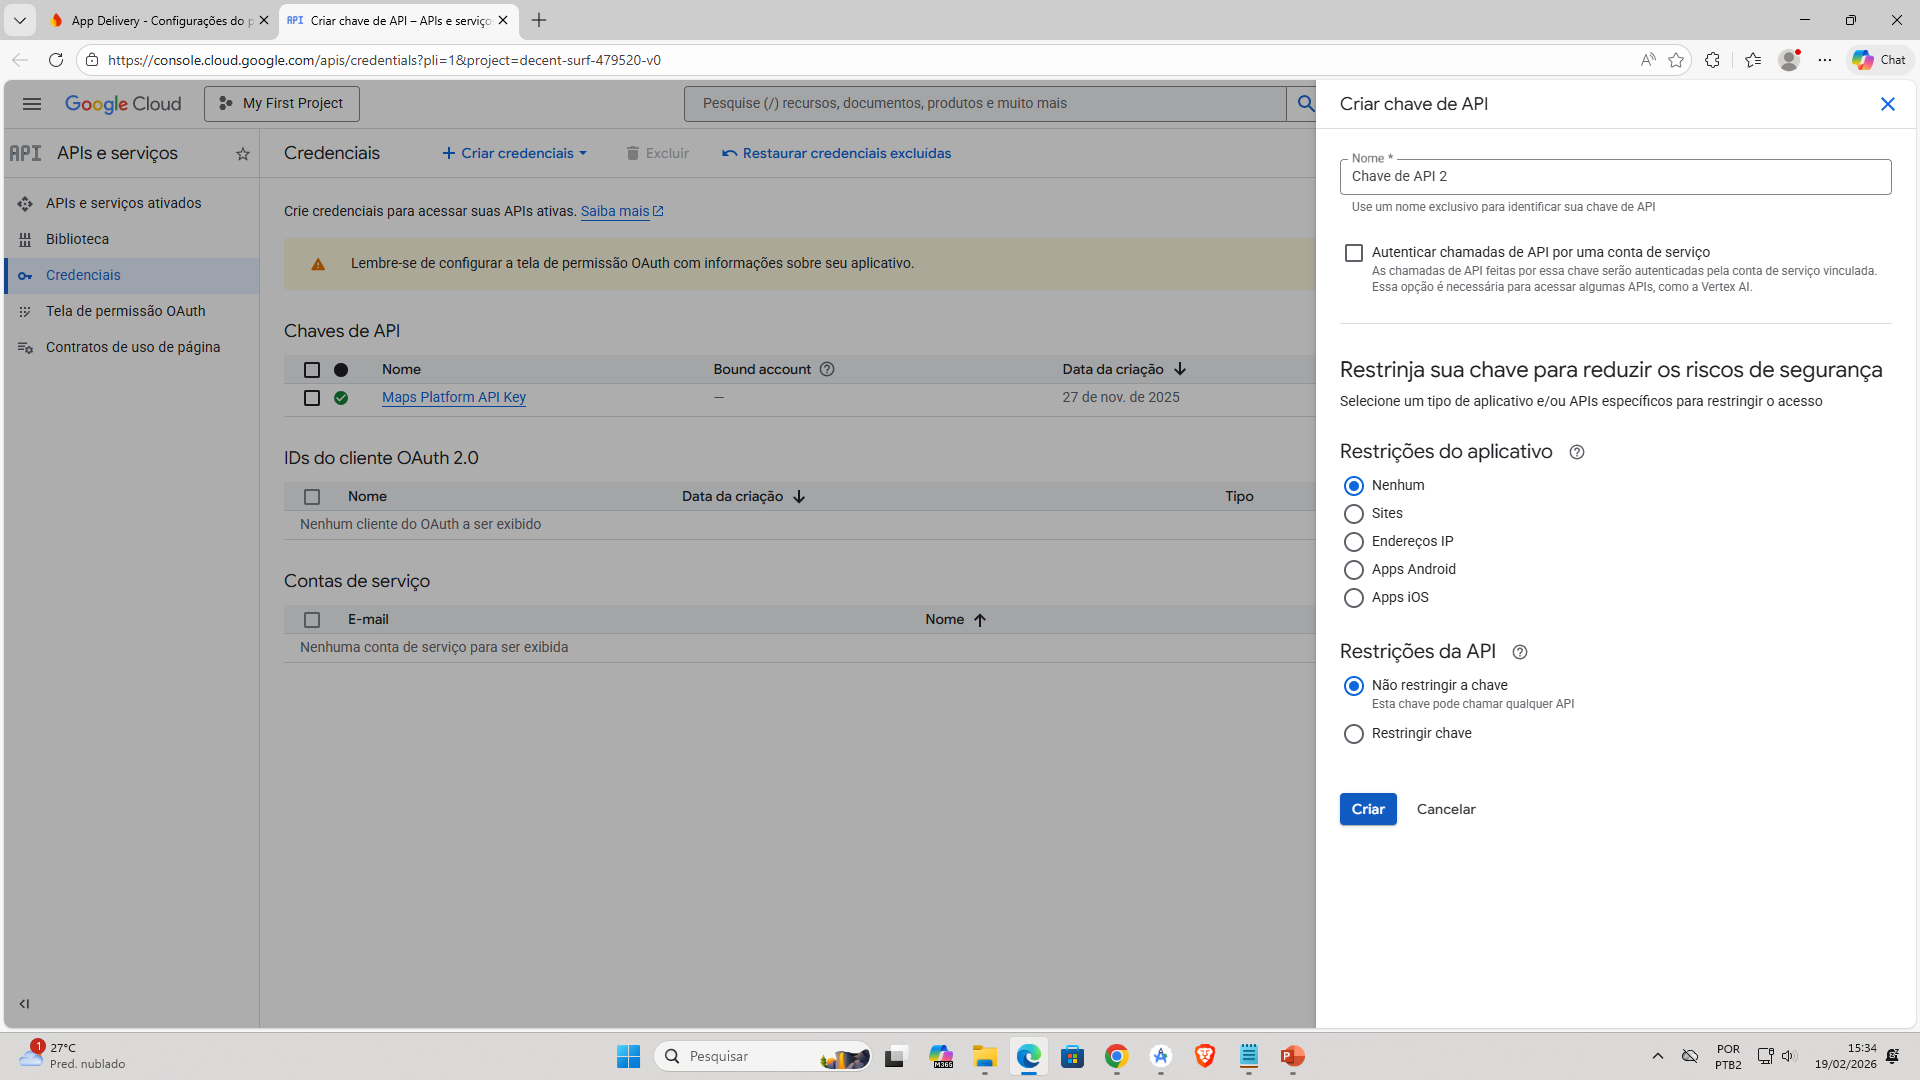 App Delivery - Configurações do p
API Criar chave de API – APIs e serviço
https://console.cloud.google.com/apis/credentials?pli=1&project=decent-surf-479520-v0
Chat
Google Cloud
My First Project
Pesquise (/) recursos, documentos, produtos e muito mais
API APIs e serviços
APIs e serviços ativados
Biblioteca
Credenciais
Tela de permissão OAuth
Contratos de uso de página
Credenciais
Criar credenciais
Excluir
Restaurar credenciais excluídas
Crie credenciais para acessar suas APIs ativas. Saiba mais
Lembre-se de configurar a tela de permissão OAuth com informações sobre seu aplicativo.
Chaves de API
Nome Bound account Data da criação
Maps Platform API Key — 27 de nov. de 2025
IDs do cliente OAuth 2.0
Nome Data da criação Tipo
Nenhum cliente do OAuth a ser exibido
Contas de serviço
E-mail Nome
Nenhuma conta de serviço para ser exibida
Criar chave de API
Nome *
Chave de API 2
Use um nome exclusivo para identificar sua chave de API
Autenticar chamadas de API por uma conta de serviço
As chamadas de API feitas por essa chave serão autenticadas pela conta de serviço vinculada.
Essa opção é necessária para acessar algumas APIs, como a Vertex AI.
Restrinja sua chave para reduzir os riscos de segurança
Selecione um tipo de aplicativo e/ou APIs específicos para restringir o acesso
Restrições do aplicativo
Nenhum
Sites
Endereços IP
Apps Android
Apps iOS
Restrições da API
Não restringir a chave
Esta chave pode chamar qualquer API
Restringir chave
Criar
Cancelar
1
27°C
Pred. nublado
Pesquisar
M365
POR
PTB2
15:34
19/02/2026